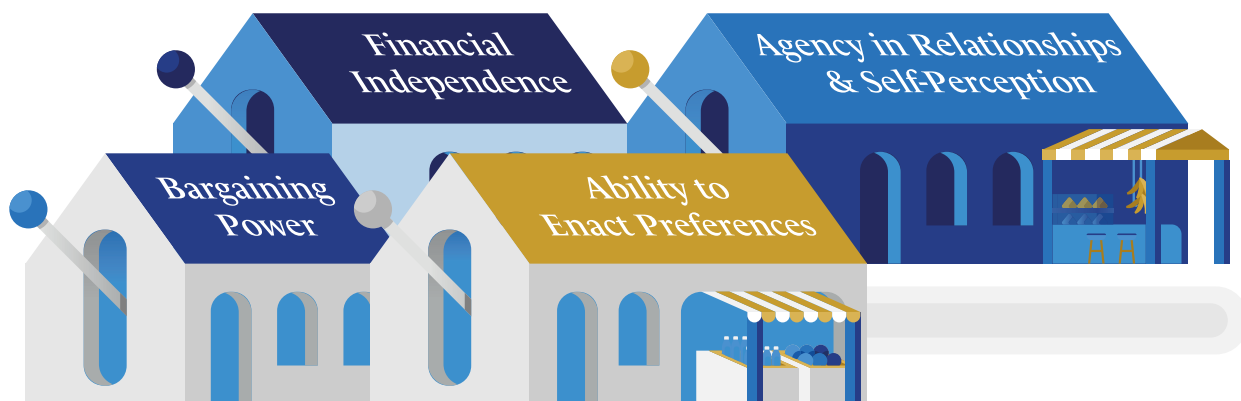 Financial
Independence
Agency in Relationships
& Self-Perception
Bargaining
Power
Ability to
Enact Preferences